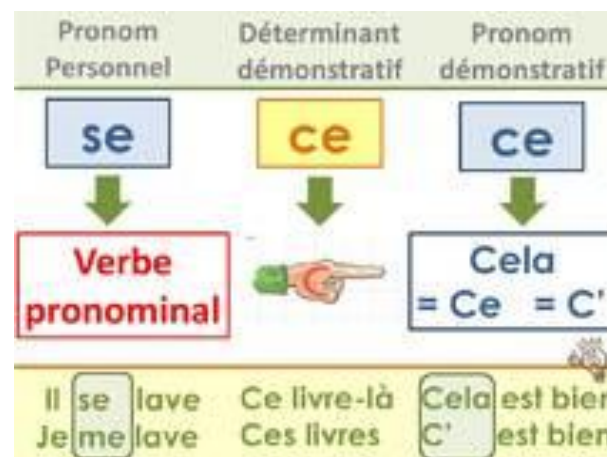 Pronom Personnel
Déterminant démonstratif
Pronom démonstratif
se
ce
ce
Verbe pronominal
Cela
= Ce = C'
Il se lave
Je me lave
Ce livre-là
Ces livres
Cela est bien
C' est bien